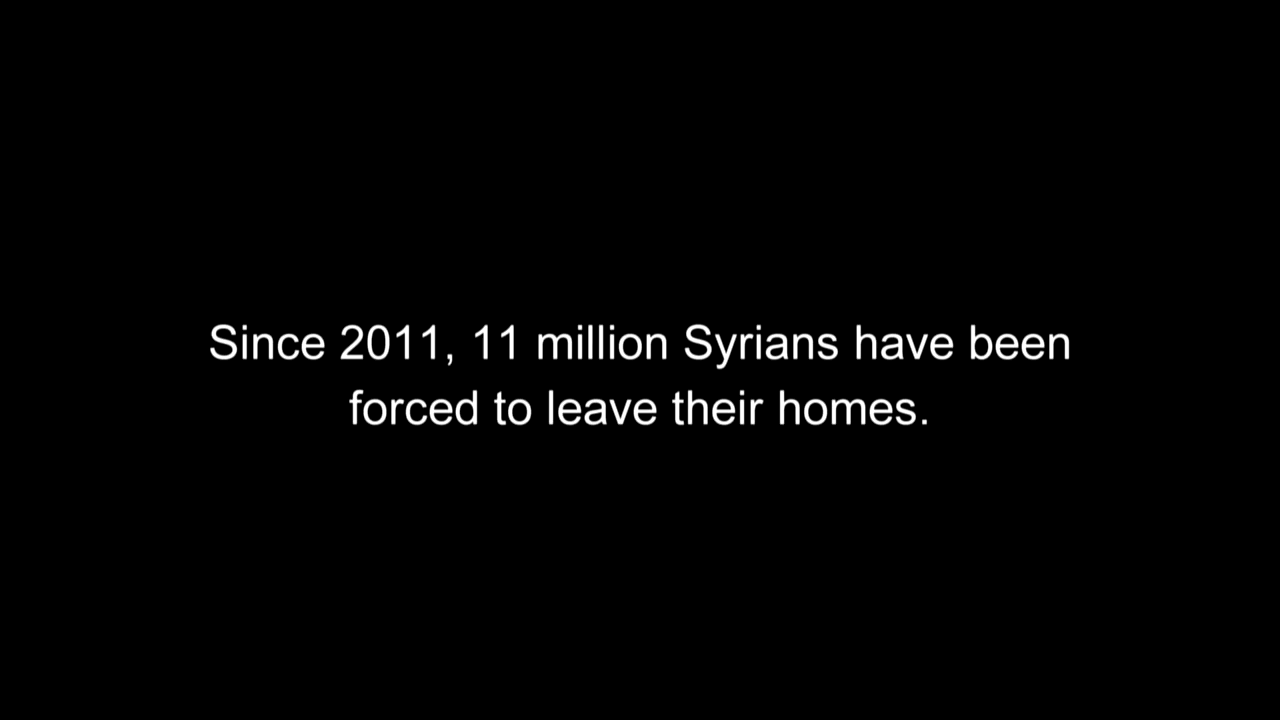 Since 2011, 11 million Syrians have been
forced to leave their homes.